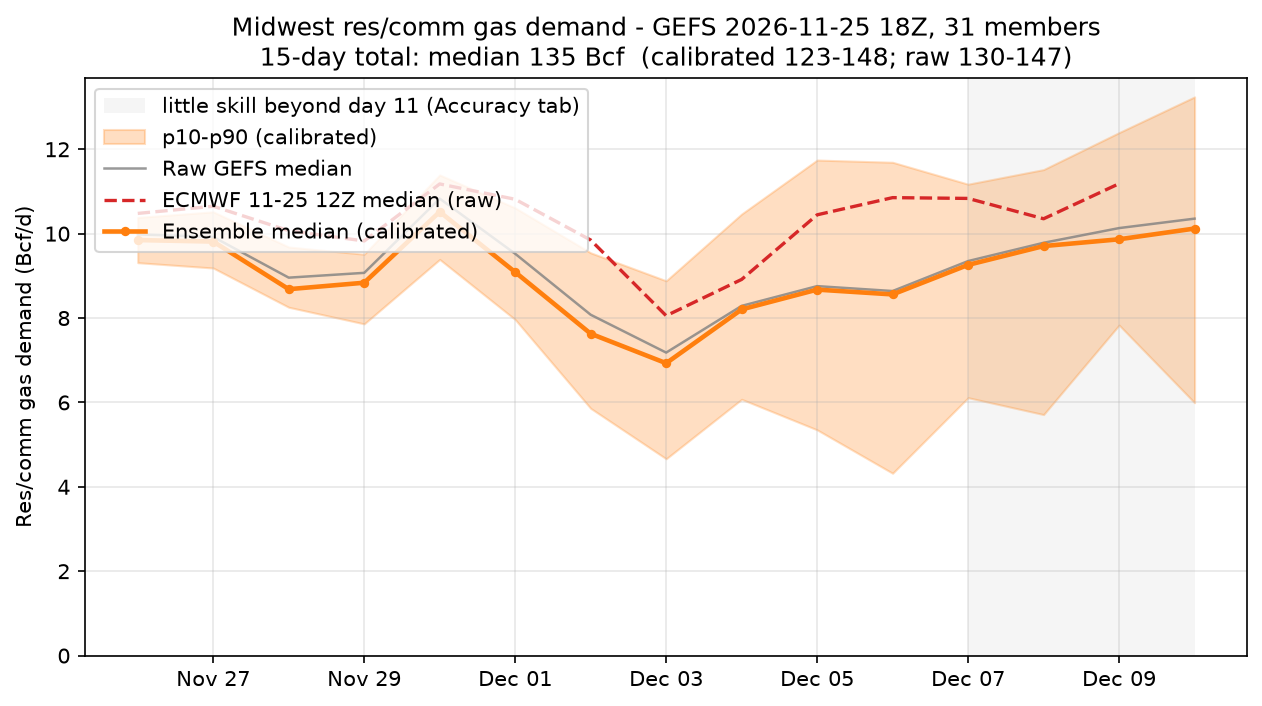 Midwest res/comm gas demand - GEFS 2026-11-25 18Z, 31 members
15-day total: median 135 Bcf  (calibrated 123-148; raw 130-147)
little skill beyond day 11 (Accuracy tab)
p10-p90 (calibrated)
Raw GEFS median
ECMWF 11-25 12Z median (raw)
Ensemble median (calibrated)
Res/comm gas demand (Bcf/d)
12
10
8
6
4
2
0
Nov 27
Nov 29
Dec 01
Dec 03
Dec 05
Dec 07
Dec 09